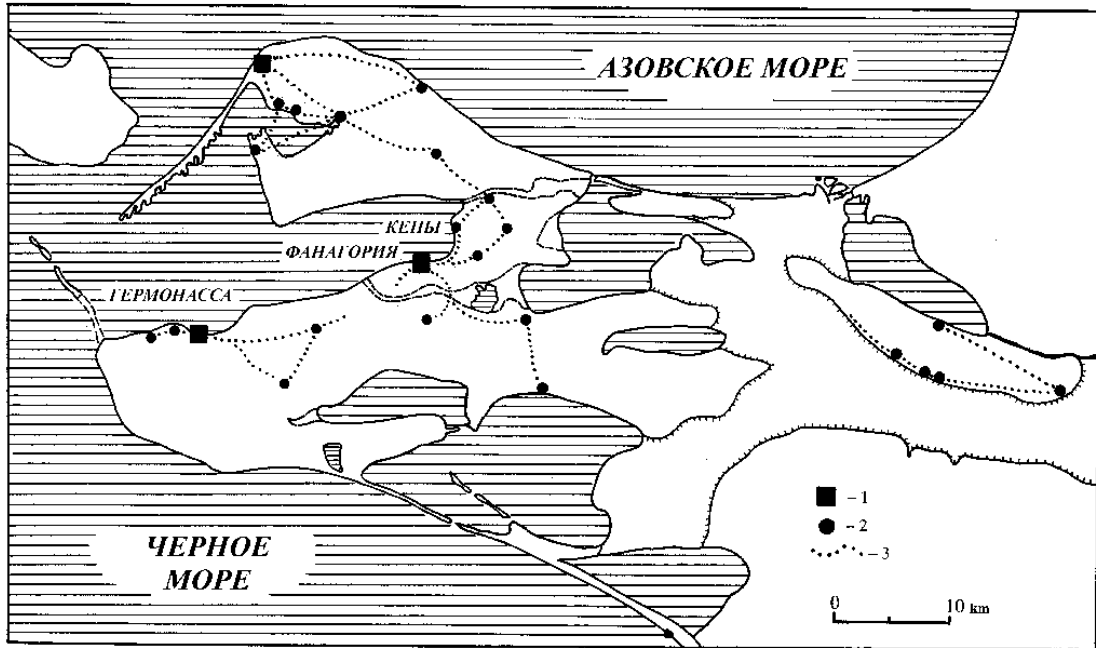 АЗОВСКОЕ МОРЕ
КЕПЫ
ФАНАГОРИЯ
ГЕРМОНАССА
ЧЕРНОЕ
МОРЕ
– 1
– 2
– 3
0 10 km